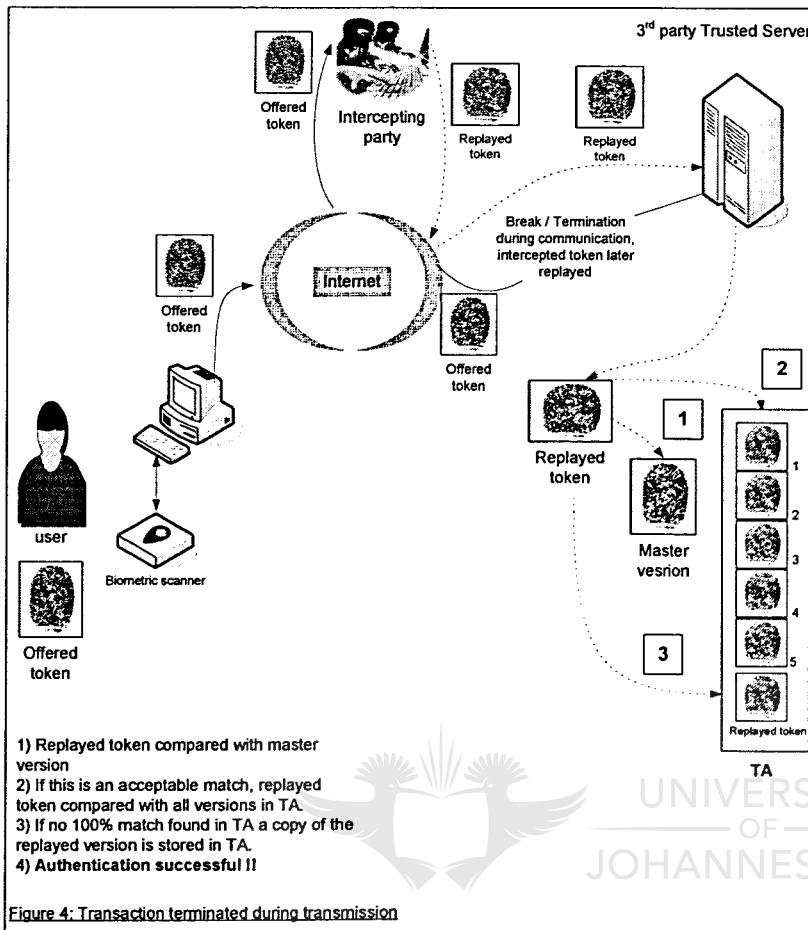 3rd party Trusted Server
Offered
token
Intercepting
party
Replayed
token
Replayed
token
Break / Termination
during communication,
intercepted token later
replayed
Internet
Offered
token
Offered
token
user
Biometric scanner
Offered
token
Replayed
token
1
2
Master
vesrion
3
1
2
3
4
5
Replayed token
TA
1) Replayed token compared with master
version
2) If this is an acceptable match, replayed
token compared with all versions in TA.
3) If no 100% match found in TA a copy of the
replayed version is stored in TA.
4) Authentication successful !!
UNIVERS
OF
JOHANNES
Figure 4: Transaction terminated during transmission